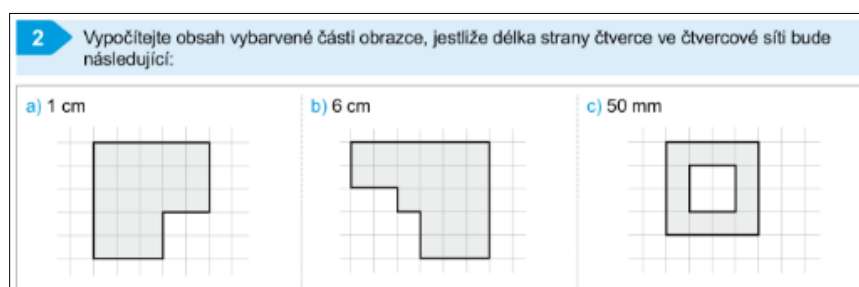 2 Vypočítejte obsah vybarvené části obrazce, jestliže délka strany čtverce ve čtvercové síti bude
následující:
a) 1 cm b) 6 cm c) 50 mm